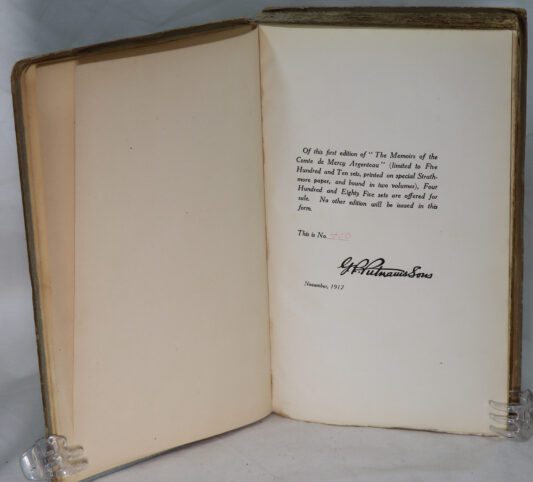 Of this first edition of "The Memoirs of the
Comte de Mercy Argenteau" (limited to Five
Hundred and Ten sets, printed on special Strath-
more paper, and bound in two volumes), Four
Hundred and Eighty Five sets are offered for
sale. No other edition will be issued in this
form.
This is No.
G. P. Putnam's Sons
November, 1917